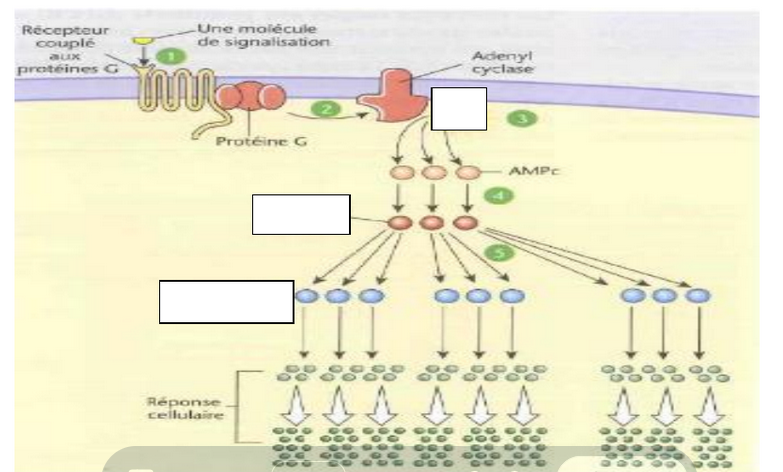 Récepteur
couplé
aux
protéines G
Une molécule
de signalisation
1
Adenyl
cyclase
2
3
Protéine G
AMPc
4
5
Réponse
cellulaire